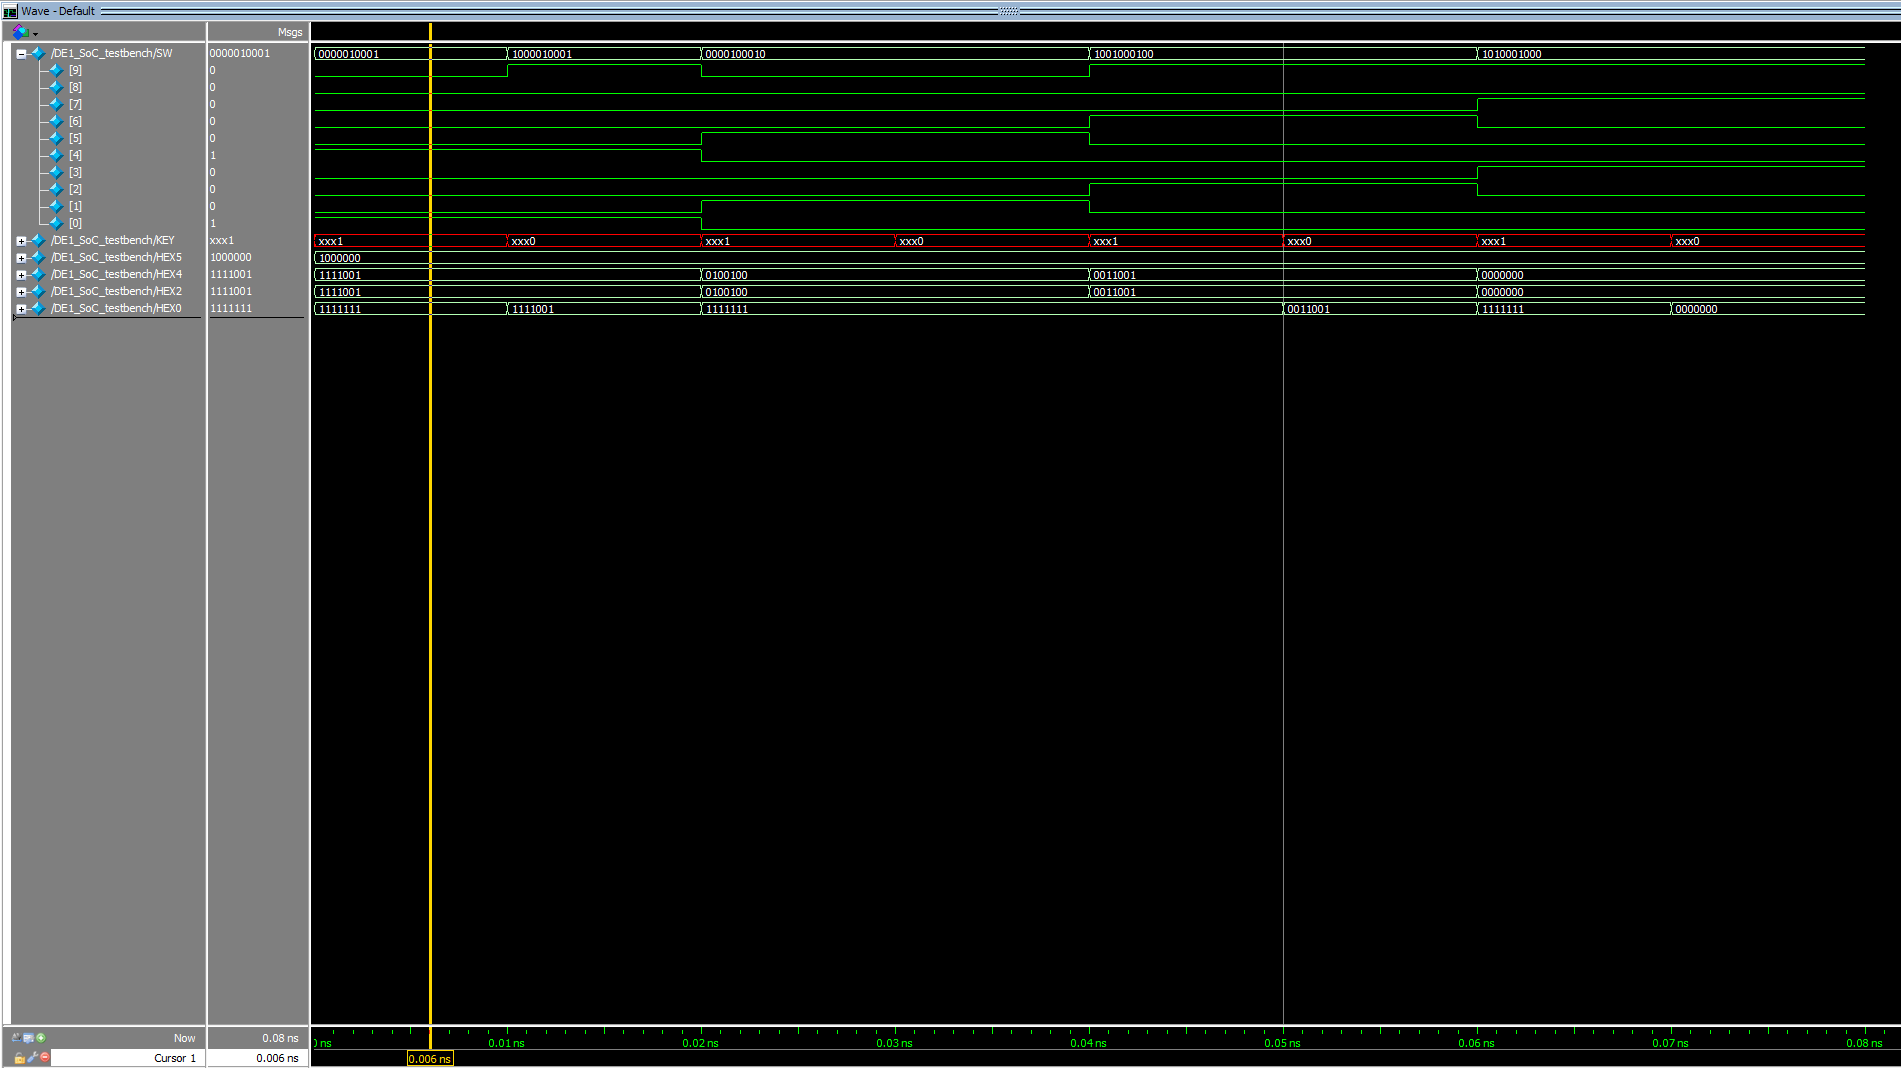 Wave - Default
Msgs
/DE1_SoC_testbench/SW 0000010001 0000010001 1000010001 0000100010 1001000100 1010001000
[9] 0
[8] 0
[7] 0
[6] 0
[5] 0
[4] 1
[3] 0
[2] 0
[1] 0
[0] 1
/DE1_SoC_testbench/KEY xxx1 xxx1 xxx0 xxx1 xxx0 xxx1 xxx0 xxx1 xxx0
/DE1_SoC_testbench/HEX5 1000000 1000000
/DE1_SoC_testbench/HEX4 1111001 1111001 0100100 0011001 0000000
/DE1_SoC_testbench/HEX2 1111001 1111001 0100100 0011001 0000000
/DE1_SoC_testbench/HEX0 1111111 1111111 1111001 1111111 0011001 1111111 0000000
Now 0.08 ns ns 0.01 ns 0.02 ns 0.03 ns 0.04 ns 0.05 ns 0.06 ns 0.07 ns 0.08 ns
Cursor 1 0.006 ns 0.006 ns